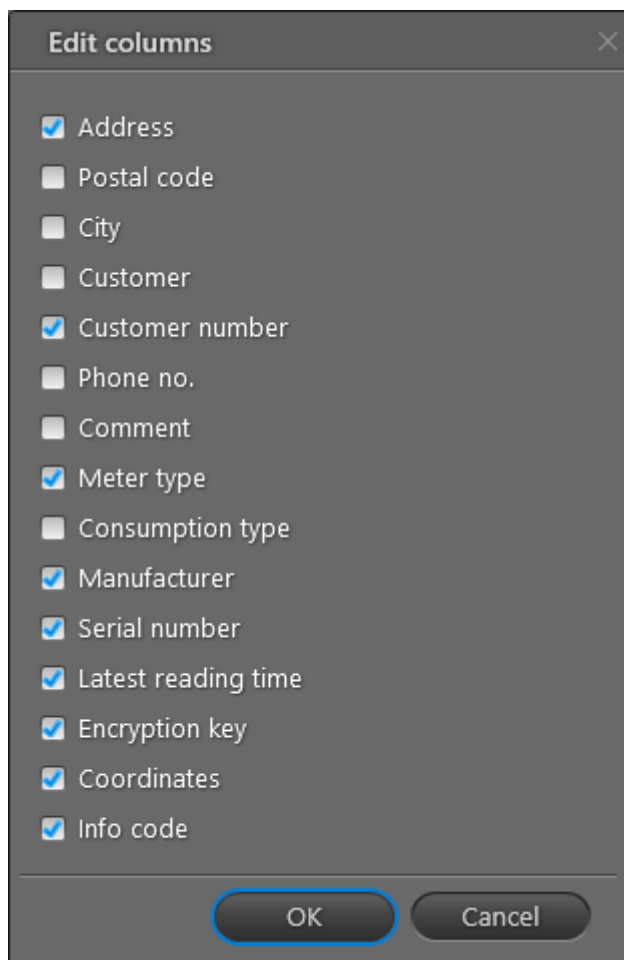 Edit columns
Address
Postal code
City
Customer
Customer number
Phone no.
Comment
Meter type
Consumption type
Manufacturer
Serial number
Latest reading time
Encryption key
Coordinates
Info code
OK Cancel